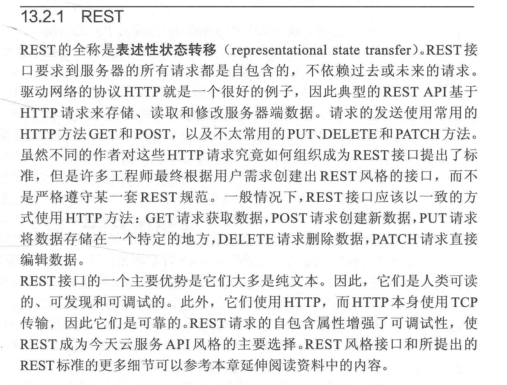 13.2.1 REST
REST的全称是表述性状态转移（representational state transfer）。REST接
口要求到服务器的所有请求都是自包含的，不依赖过去或未来的请求。
驱动网络的协议HTTP就是一个很好的例子，因此典型的REST API基于
HTTP请求来存储、读取和修改服务器端数据。请求的发送使用常用的
HTTP方法GET和POST，以及不太常用的PUT、DELETE和PATCH方法。
虽然不同的作者对这些HTTP请求究竟如何组织成为REST接口提出了标
准，但是许多工程师最终根据用户需求创建出REST风格的接口，而不
是严格遵守某一套REST规范。一般情况下，REST接口应该以一致的方
式使用HTTP方法：GET请求获取数据，POST请求创建新数据，PUT请求
将数据存储在一个特定的地方，DELETE请求删除数据，PATCH请求直接
编辑数据。
REST接口的一个主要优势是它们大多是纯文本。因此，它们是人类可读
的、可发现和可调试的。此外，它们使用HTTP，而HTTP本身使用TCP
传输，因此它们是可靠的。REST请求的自包含属性增强了可调试性，使
REST成为今天云服务API风格的主要选择。REST风格接口和所提出的
REST标准的更多细节可以参考本章延伸阅读资料中的内容。